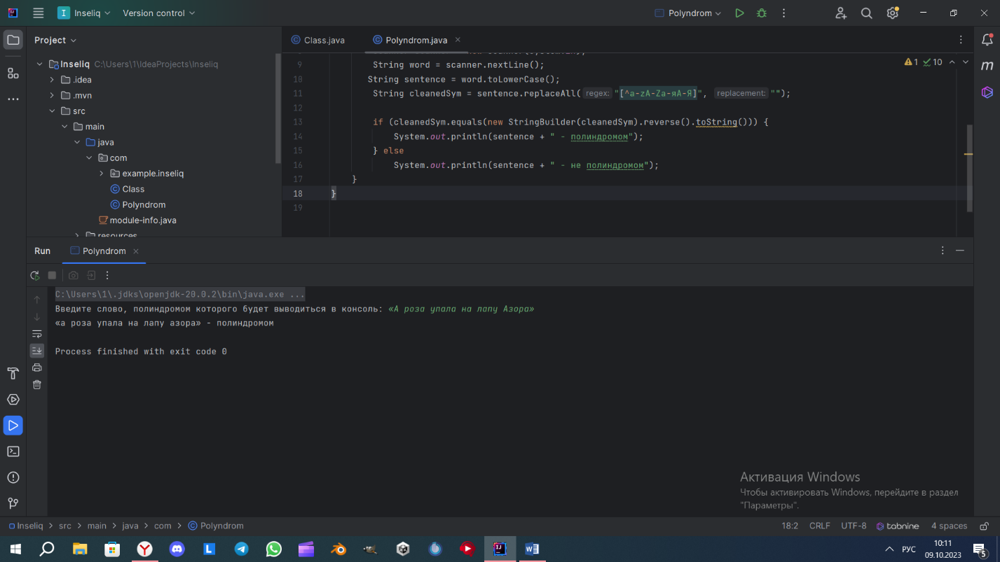 Inseliq
Version control
Polyndrom
Project
Class.java
Polyndrom.java
Inseliq C:\Users\1\IdeaProjects\Inseliq
.idea
.mvn
src
main
java
com
example.inseliq
Class
Polyndrom
module-info.java
resources
1 10
9 String word = scanner.nextLine();
10 String sentence = word.toLowerCase();
11 String cleanedSym = sentence.replaceAll( regex: "[^a-zA-Zа-яА-Я]", replacement: "");
12
13 if (cleanedSym.equals(new StringBuilder(cleanedSym).reverse().toString())) {
14 System.out.println(sentence + " - полиндромом");
15 } else
16 System.out.println(sentence + " - не полиндромом");
17 }
18 }
19
Run Polyndrom
C:\Users\1\.jdks\openjdk-20.0.2\bin\java.exe ...
Введите слово, полиндромом которого будет выводиться в консоль: «А роза упала на лапу Азора»
«а роза упала на лапу азора» - полиндромом
Process finished with exit code 0
Активация Windows
Чтобы активировать Windows, перейдите в раздел
"Параметры".
Inseliq > src > main > java > com > Polyndrom
18:2 CRLF UTF-8 tabnine 4 spaces
РУС
10:11
09.10.2023
5